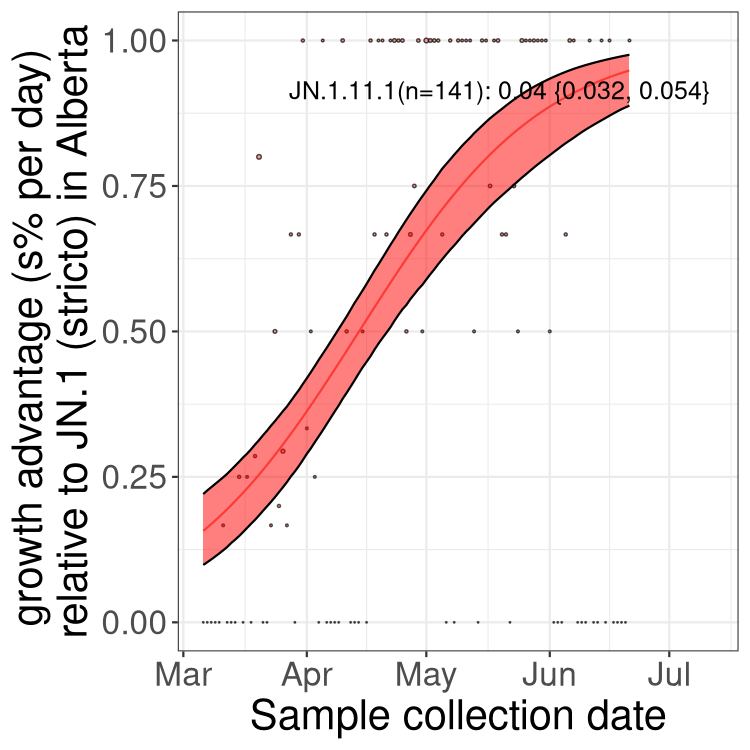 growth advantage (s% per day)
relative to JN.1 (stricto) in Alberta
1.00
0.75
0.50
0.25
0.00
JN.1.11.1(n=141): 0.04 {0.032, 0.054}
Mar Apr May Jun Jul
Sample collection date